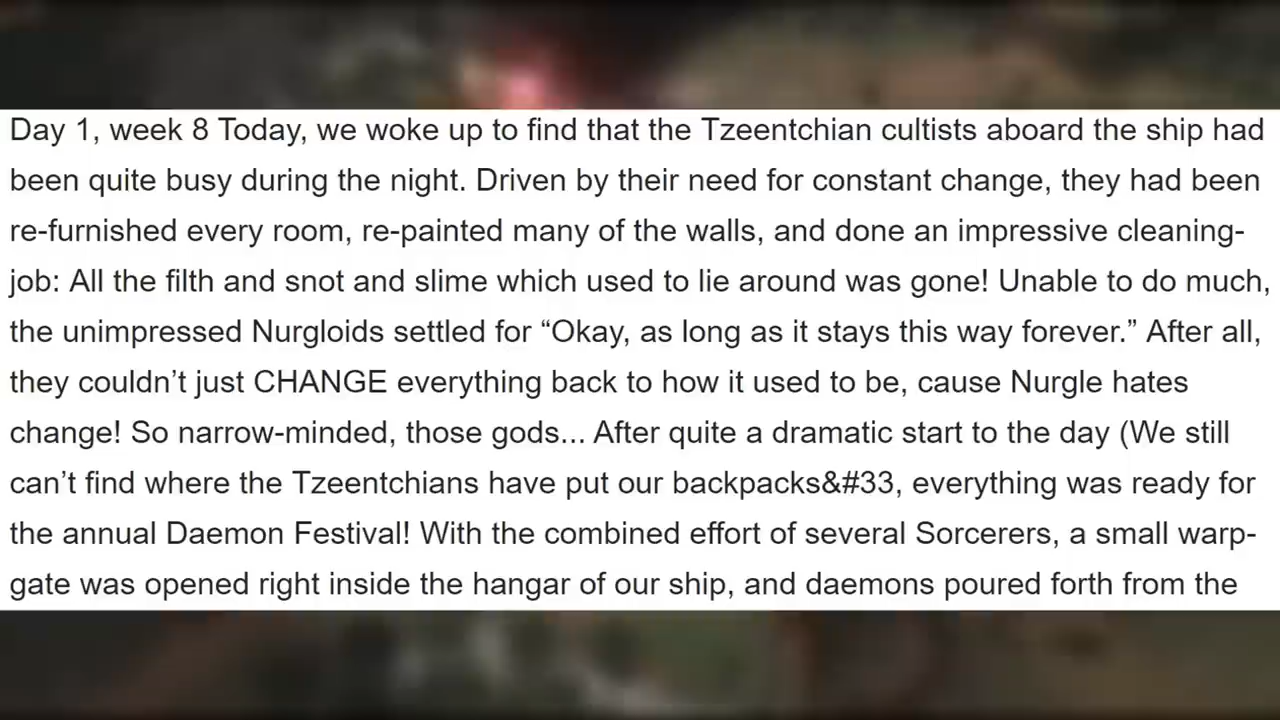 Day 1, week 8 Today, we woke up to find that the Tzeentchian cultists aboard the ship had
been quite busy during the night. Driven by their need for constant change, they had been
re-furnished every room, re-painted many of the walls, and done an impressive cleaning-
job: All the filth and snot and slime which used to lie around was gone! Unable to do much,
the unimpressed Nurgloids settled for “Okay, as long as it stays this way forever.” After all,
they couldn’t just CHANGE everything back to how it used to be, cause Nurgle hates
change! So narrow-minded, those gods... After quite a dramatic start to the day (We still
can’t find where the Tzeentchians have put our backpacks&#33, everything was ready for
the annual Daemon Festival! With the combined effort of several Sorcerers, a small warp-
gate was opened right inside the hangar of our ship, and daemons poured forth from the